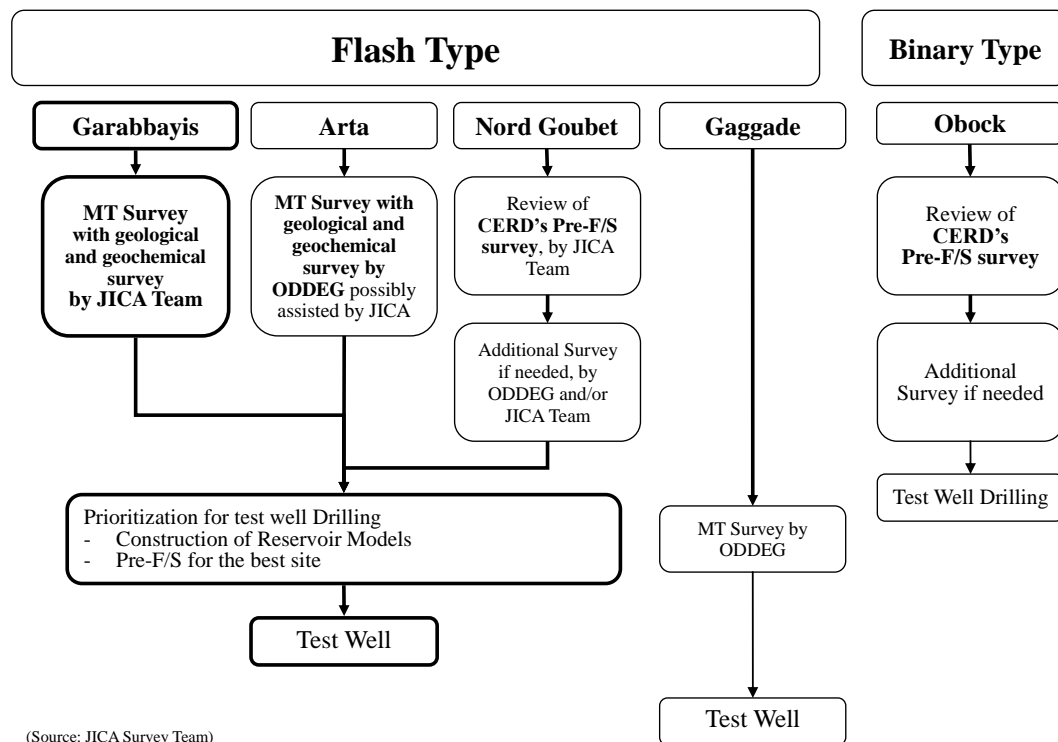 Flash Type
Binary Type
Garabbayis
Arta
Nord Goubet
Gaggade
Obock
MT Survey
with geological
and geochemical
survey
by JICA Team
MT Survey with
geological and
geochemical
survey by
ODDEG possibly
assisted by JICA
Review of
CERD's Pre-F/S
survey, by JICA
Team
Review of
CERD's
Pre-F/S survey
Additional Survey
if needed, by
ODDEG and/or
JICA Team
Additional
Survey if needed
Test Well Drilling
Prioritization for test well Drilling
- Construction of Reservoir Models
- Pre-F/S for the best site
MT Survey by
ODDEG
Test Well
Test Well
(Source: JICA Survey Team)